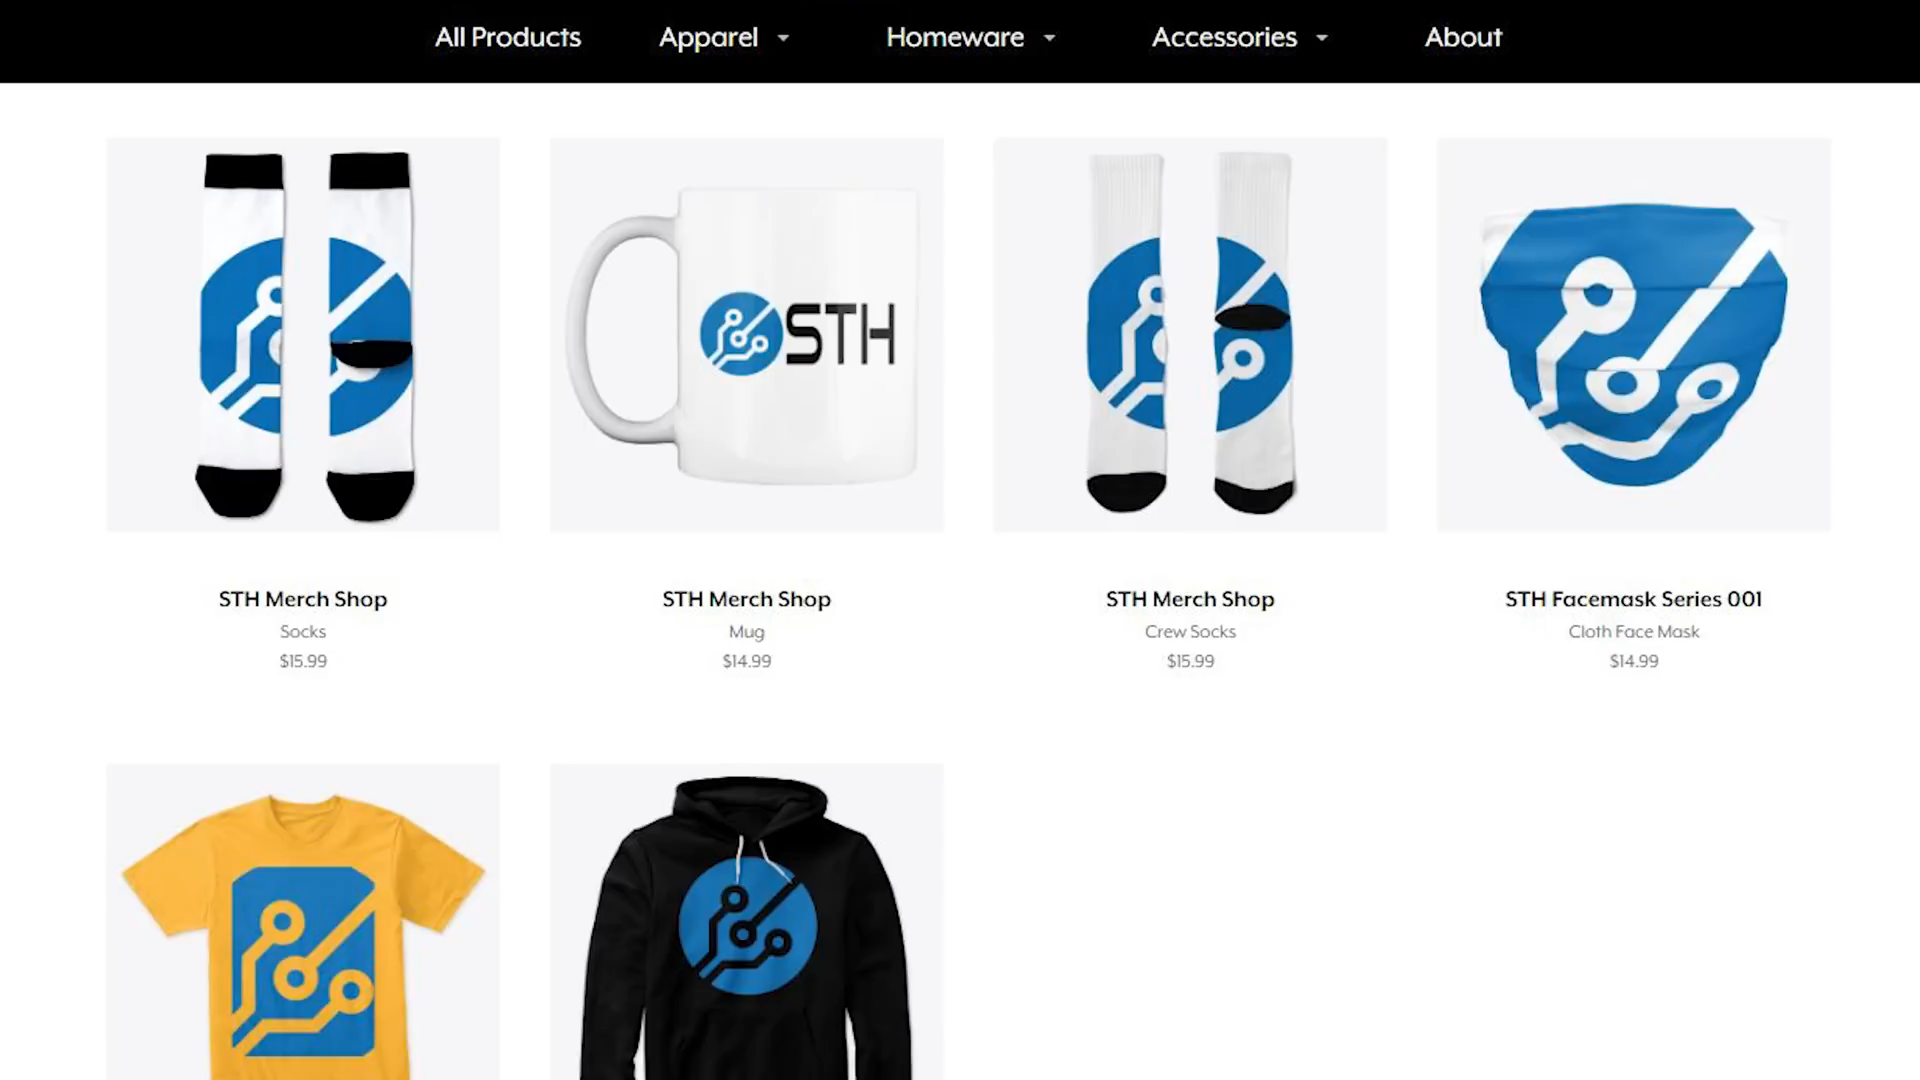 All Products Apparel Homeware Accessories About
STH
STH Merch Shop
Socks
$15.99
STH Merch Shop
Mug
$14.99
STH Merch Shop
Crew Socks
$15.99
STH Facemask Series 001
Cloth Face Mask
$14.99